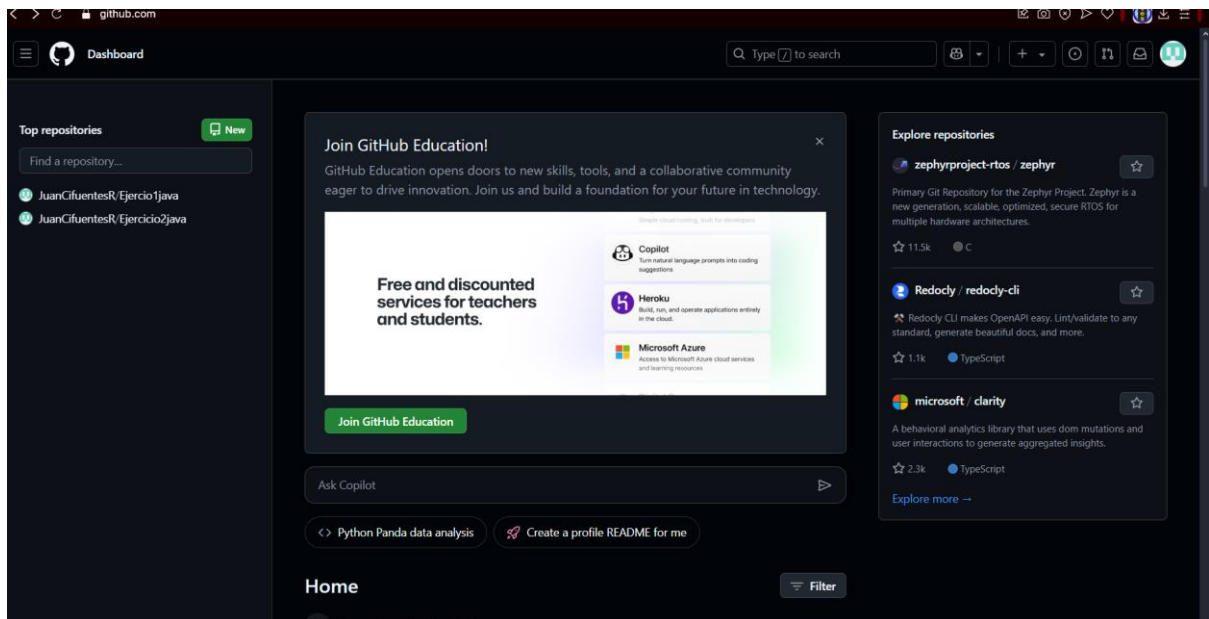 github.com
Dashboard
Type / to search
Top repositories
New
Find a repository...
JuanCifuentesR/Ejercio1java
JuanCifuentesR/Ejercicio2java
Join GitHub Education!
GitHub Education opens doors to new skills, tools, and a collaborative community
eager to drive innovation. Join us and build a foundation for your future in technology.
Free and discounted
services for teachers
and students.
Simple cloud hosting, built for developers
Copilot
Turn natural language prompts into coding
suggestions
Heroku
Build, run, and operate applications entirely
in the cloud.
Microsoft Azure
Access to Microsoft Azure cloud services
and learning resources
Join GitHub Education
Ask Copilot
Python Panda data analysis
Create a profile README for me
Home
Filter
Explore repositories
zephyrproject-rtos / zephyr
Primary Git Repository for the Zephyr Project. Zephyr is a
new generation, scalable, optimized, secure RTOS for
multiple hardware architectures.
11.5k C
Redocly / redocly-cli
🛠 Redocly CLI makes OpenAPI easy. Lint/validate to any
standard, generate beautiful docs, and more.
1.1k TypeScript
microsoft / clarity
A behavioral analytics library that uses dom mutations and
user interactions to generate aggregated insights.
2.3k TypeScript
Explore more →